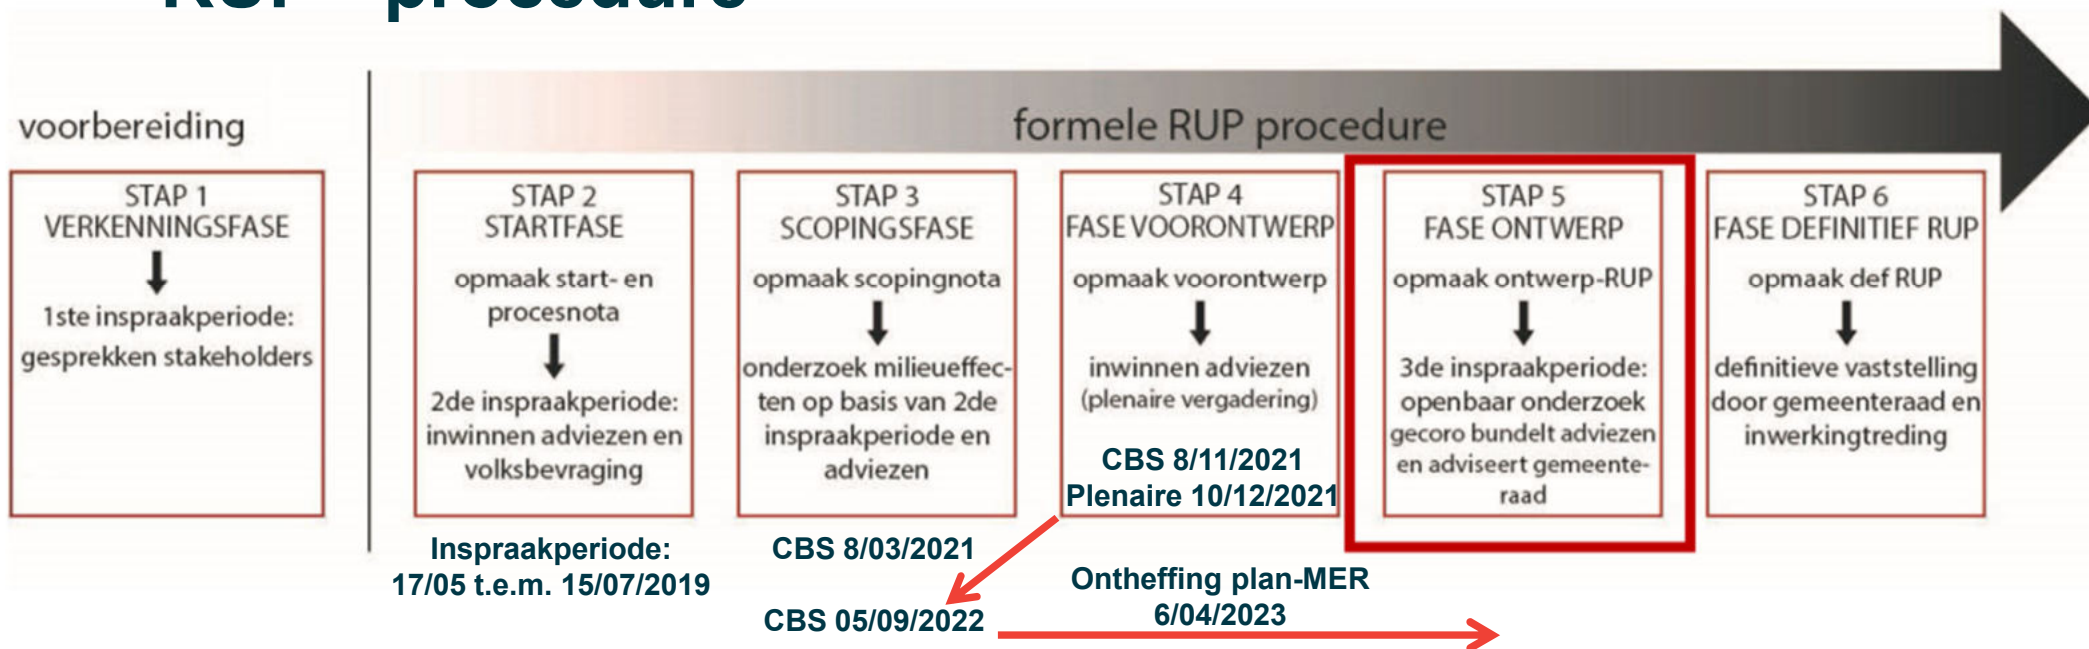 RUP - procedure
voorbereiding
formele RUP procedure
STAP 1
VERKENNINGSFASE
1ste inspraakperiode:
gesprekken stakeholders
STAP 2
STARTFASE
opmaak start- en
procesnota
2de inspraakperiode:
inwinnen adviezen en
volksbevraging
Inspraakperiode:
17/05 t.e.m. 15/07/2019
STAP 3
SCOPINGSFASE
opmaak scopingnota
onderzoek milieueffec-
ten op basis van 2de
inspraakperiode en
adviezen
CBS 8/03/2021
CBS 05/09/2022
STAP 4
FASE VOORONTWERP
opmaak voorontwerp
inwinnen adviezen
(plenaire vergadering)
CBS 8/11/2021
Plenaire 10/12/2021
Ontheffing plan-MER
6/04/2023
STAP 5
FASE ONTWERP
opmaak ontwerp-RUP
3de inspraakperiode:
openbaar onderzoek
gecoro bundelt adviezen
en adviseert gemeente-
raad
STAP 6
FASE DEFINITIEF RUP
opmaak def RUP
definitieve vaststelling
door gemeenteraad en
inwerkingtreding